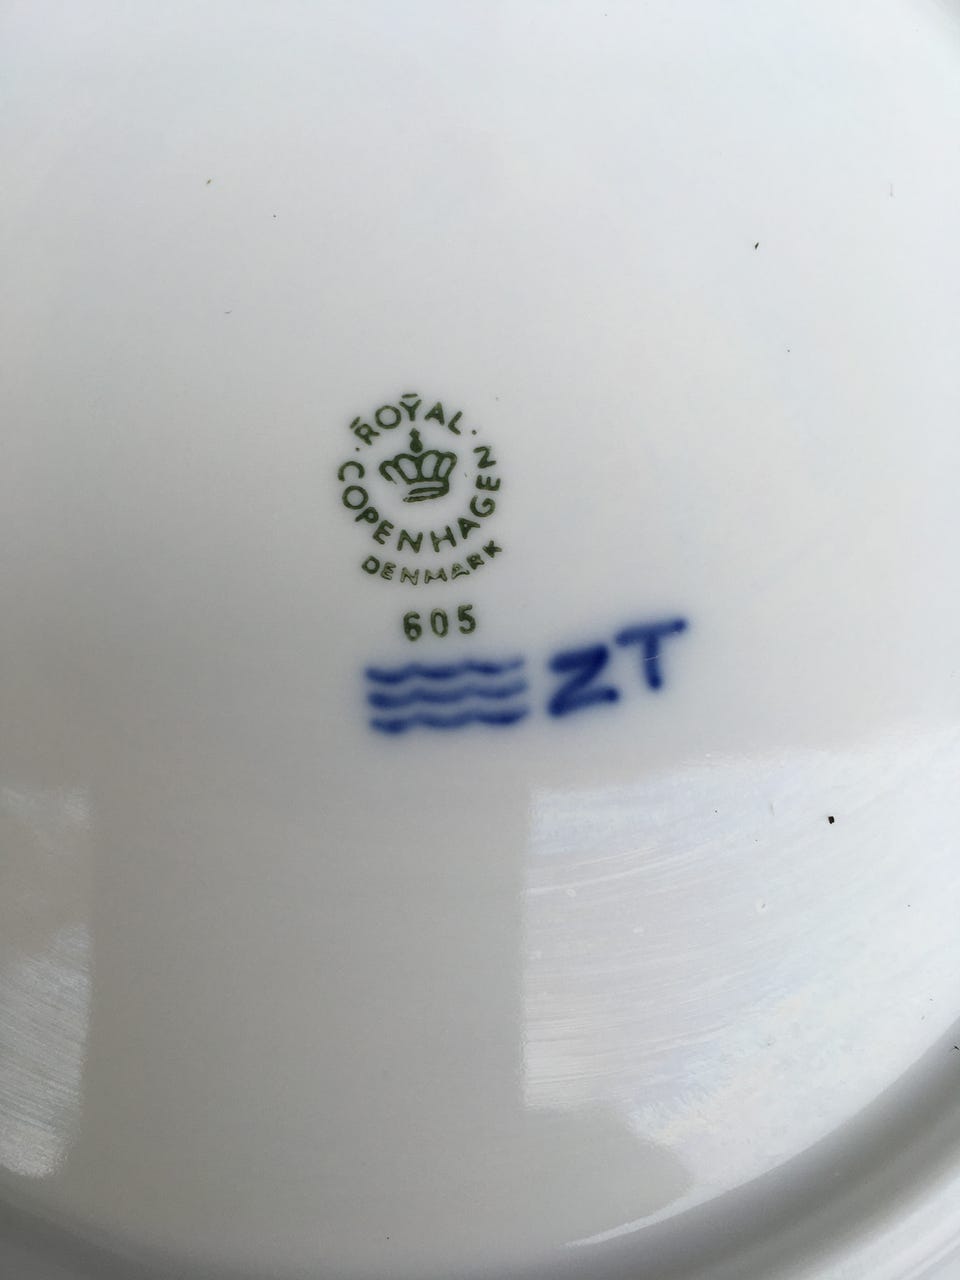 ROYAL
COPENHAGEN
DENMARK
605
ZT